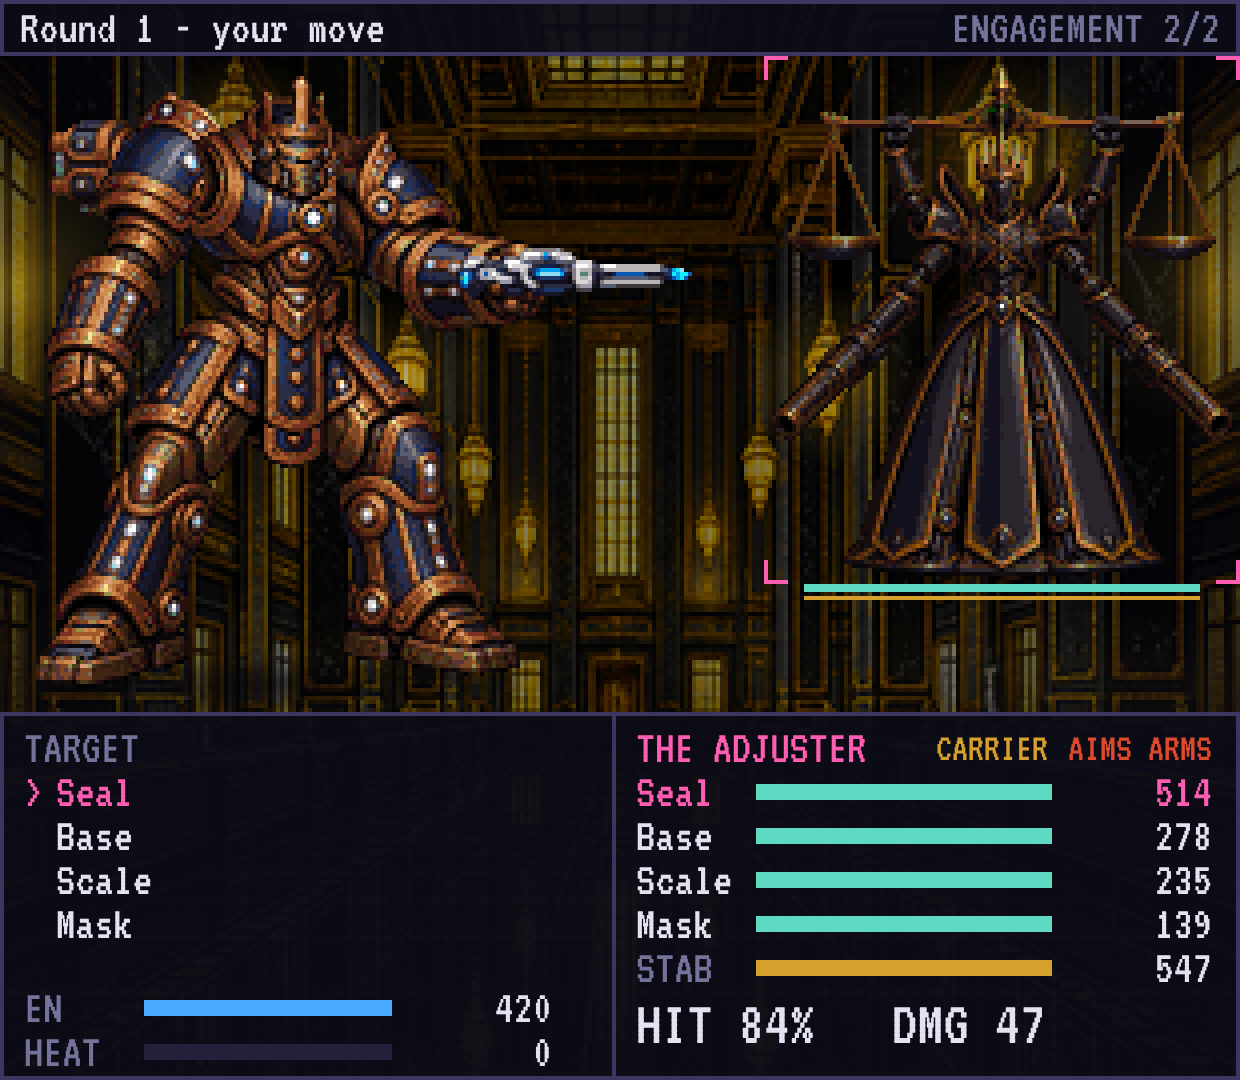 Round 1 - your move
ENGAGEMENT 2/2
TARGET
› Seal
Base
Scale
Mask
EN 420
HEAT 0
THE ADJUSTER CARRIER AIMS ARMS
Seal 514
Base 278
Scale 235
Mask 139
STAB 547
HIT 84% DMG 47